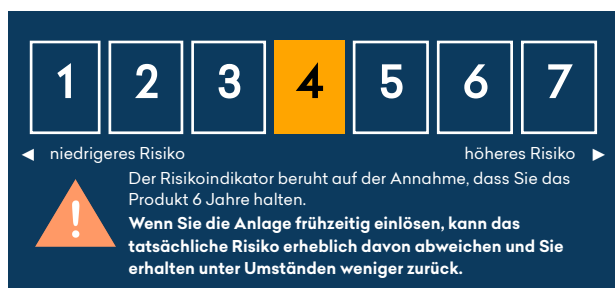 1 2 3 4 5 6 7
◄ niedrigeres Risiko höheres Risiko ►
Der Risikoindikator beruht auf der Annahme, dass Sie das
Produkt 6 Jahre halten.
Wenn Sie die Anlage frühzeitig einlösen, kann das
tatsächliche Risiko erheblich davon abweichen und Sie
erhalten unter Umständen weniger zurück.